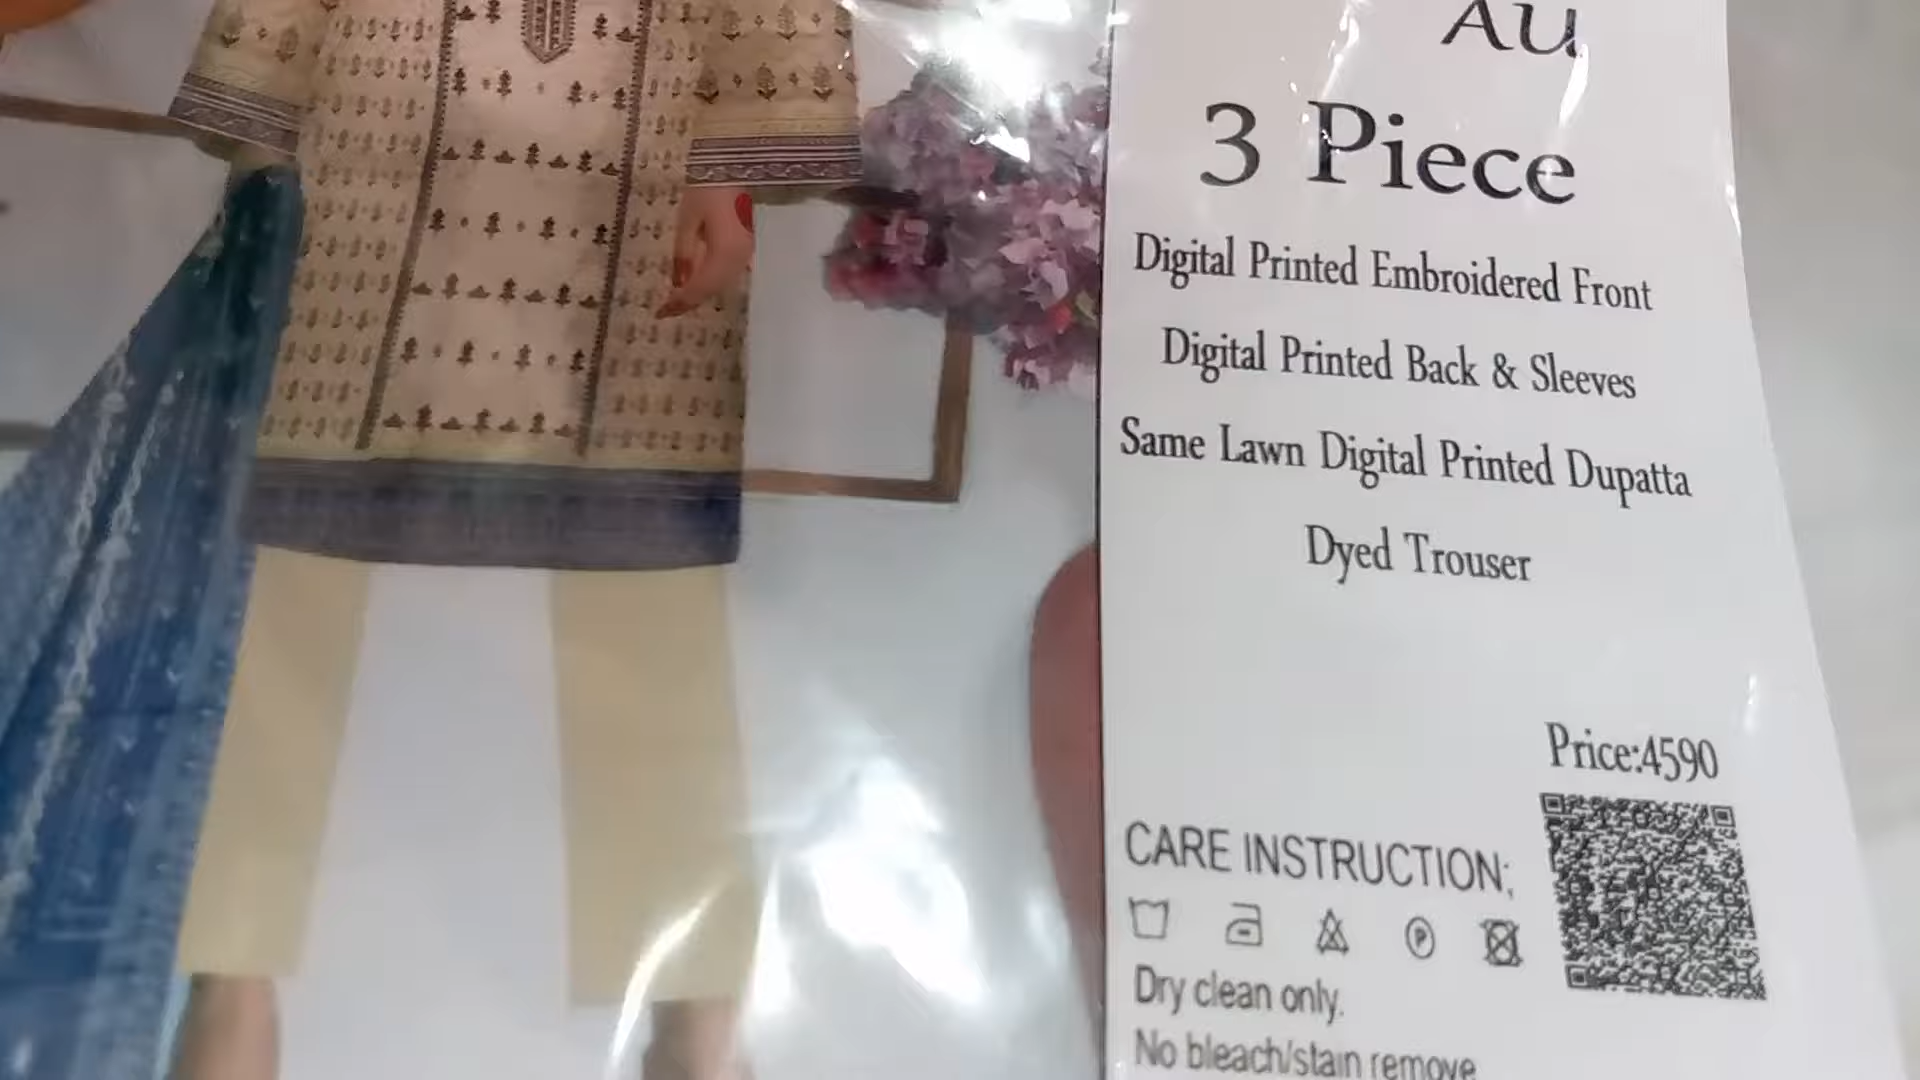 AU
3 Piece
Digital Printed Embroidered Front
Digital Printed Back & Sleeves
Same Lawn Digital Printed Dupatta
Dyed Trouser
Price:4590
CARE INSTRUCTION;
P
Dry clean only.
No bleach/stain remove